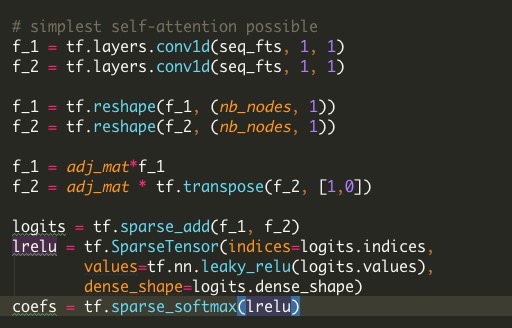 # simplest self-attention possible
f_1 = tf.layers.conv1d(seq_fts, 1, 1)
f_2 = tf.layers.conv1d(seq_fts, 1, 1)
f_1 = tf.reshape(f_1, (nb_nodes, 1))
f_2 = tf.reshape(f_2, (nb_nodes, 1))
f_1 = adj_mat*f_1
f_2 = adj_mat * tf.transpose(f_2, [1,0])
logits = tf.sparse_add(f_1, f_2)
lrelu = tf.SparseTensor(indices=logits.indices,
values=tf.nn.leaky_relu(logits.values),
dense_shape=logits.dense_shape)
coefs = tf.sparse_softmax(lrelu)